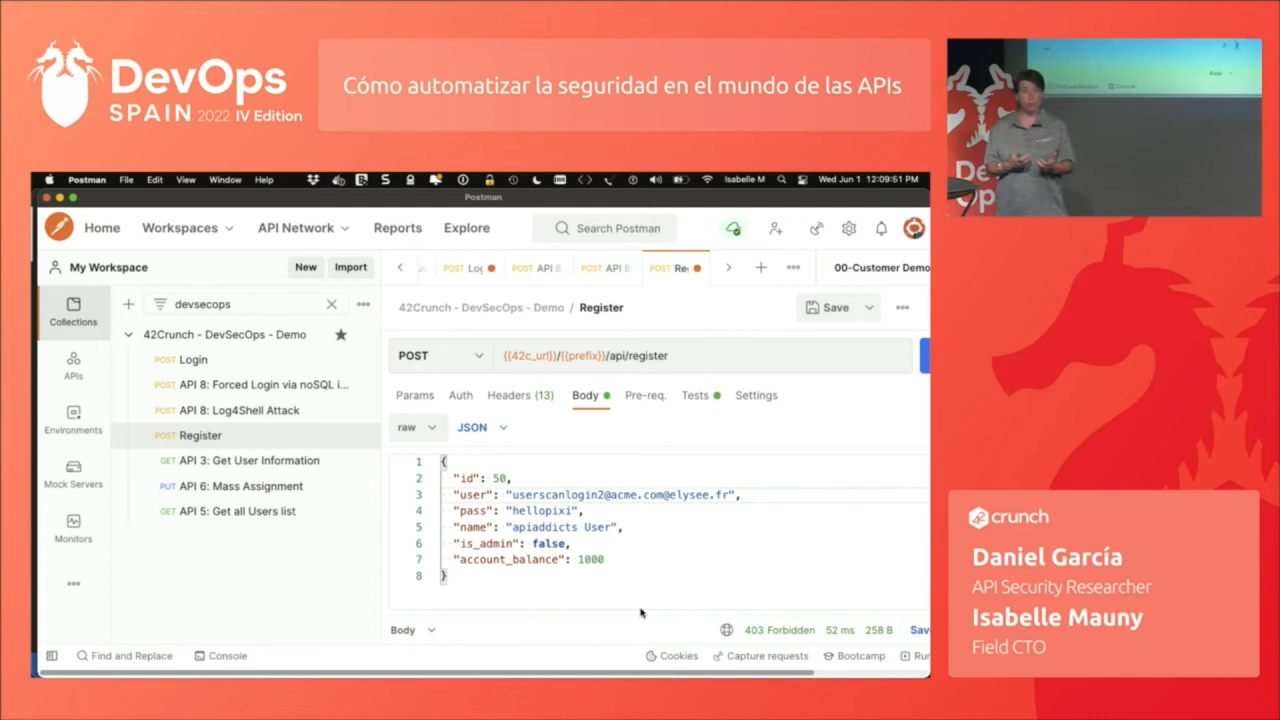 DevOps
SPAIN 2022 IV Edition
Cómo automatizar la seguridad en el mundo de las APIs
Postman File Edit View Window Help Isabelle M Wed Jun 1 12:09:51 PM
Postman
Home Workspaces API Network Reports Explore Search Postman
My Workspace New Import
POST POST API POST API POST 00-Customer Demo
devsecops
42Crunch - DevSecOps - Demo / Register Save
Collections
42Crunch - DevSecOps - Demo
POST Login
POST {{42c_url}}/{{prefix}}/api/register
APIs
POST API 8: Forced Login via noSQL i...
Params Auth Headers (13) Body Pre-req. Tests Settings
POST API 8: Log4Shell Attack
Environments
raw JSON
POST Register
GET API 3: Get User Information
Mock Servers
PUT API 6: Mass Assignment
GET API 5: Get all Users list
Monitors
1 {
2 "id": 50,
3 "user": "userscanlogin2@acme.com@elysee.fr",
4 "pass": "hellopixi",
5 "name": "apiaddicts User",
6 "is_admin": false,
7 "account_balance": 1000
8 }
Body 403 Forbidden 52 ms 258 B
Find and Replace Console Cookies Capture requests Bootcamp
42 crunch
Daniel García
API Security Researcher
Isabelle Mauny
Field CTO